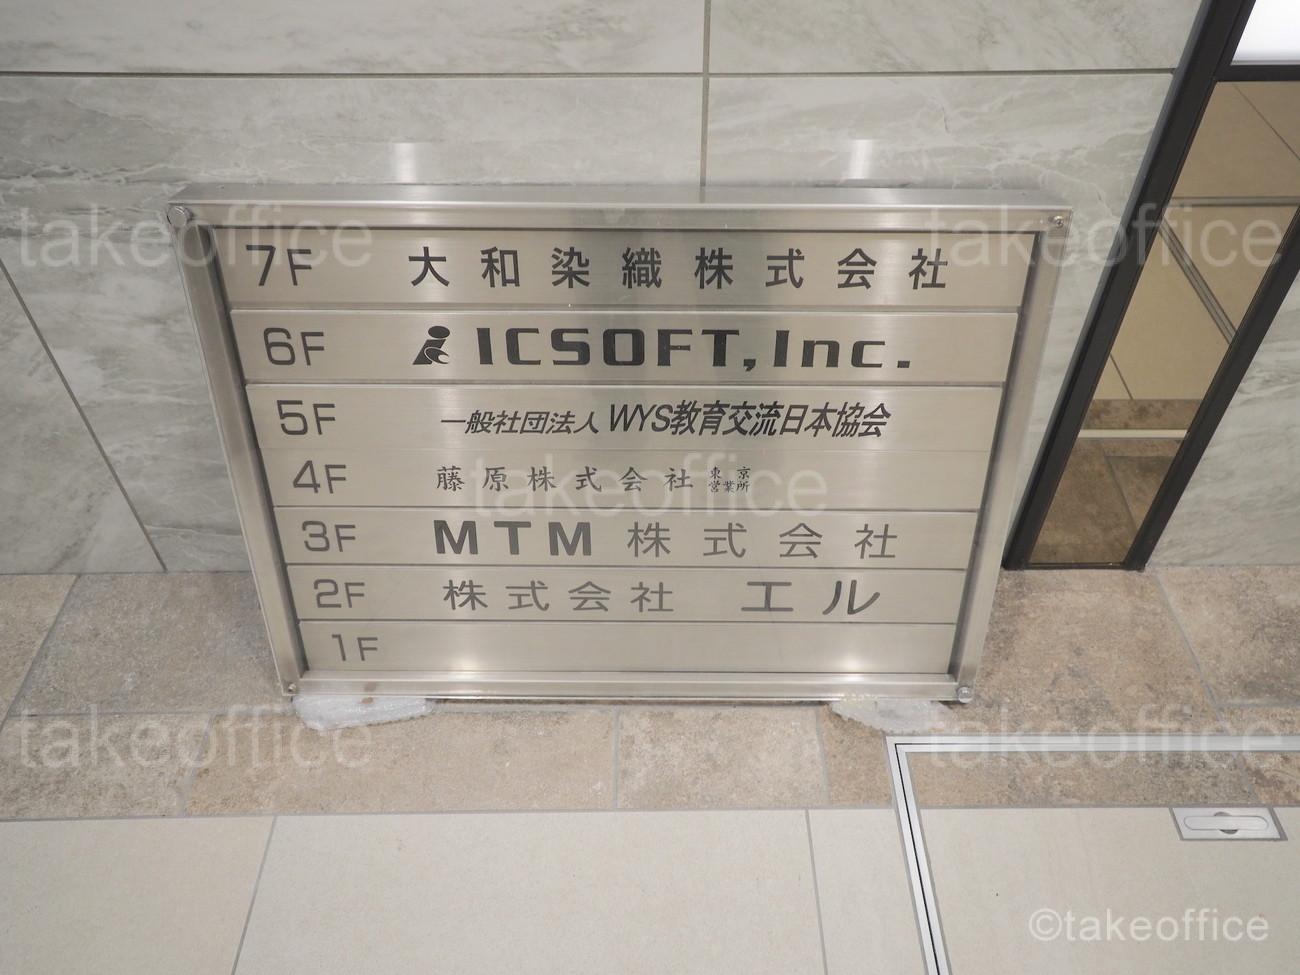 takeoffice takeoffice
7F 大和染織株式会社
6F ICSOFT,Inc.
5F 一般社団法人 WYS教育交流日本協会
4F 藤原株式会社 東京営業所
takeoffice
3F MTM 株式会社
2F 株式会社 エル
1F
takeoffice takeoffice
©takeoffice